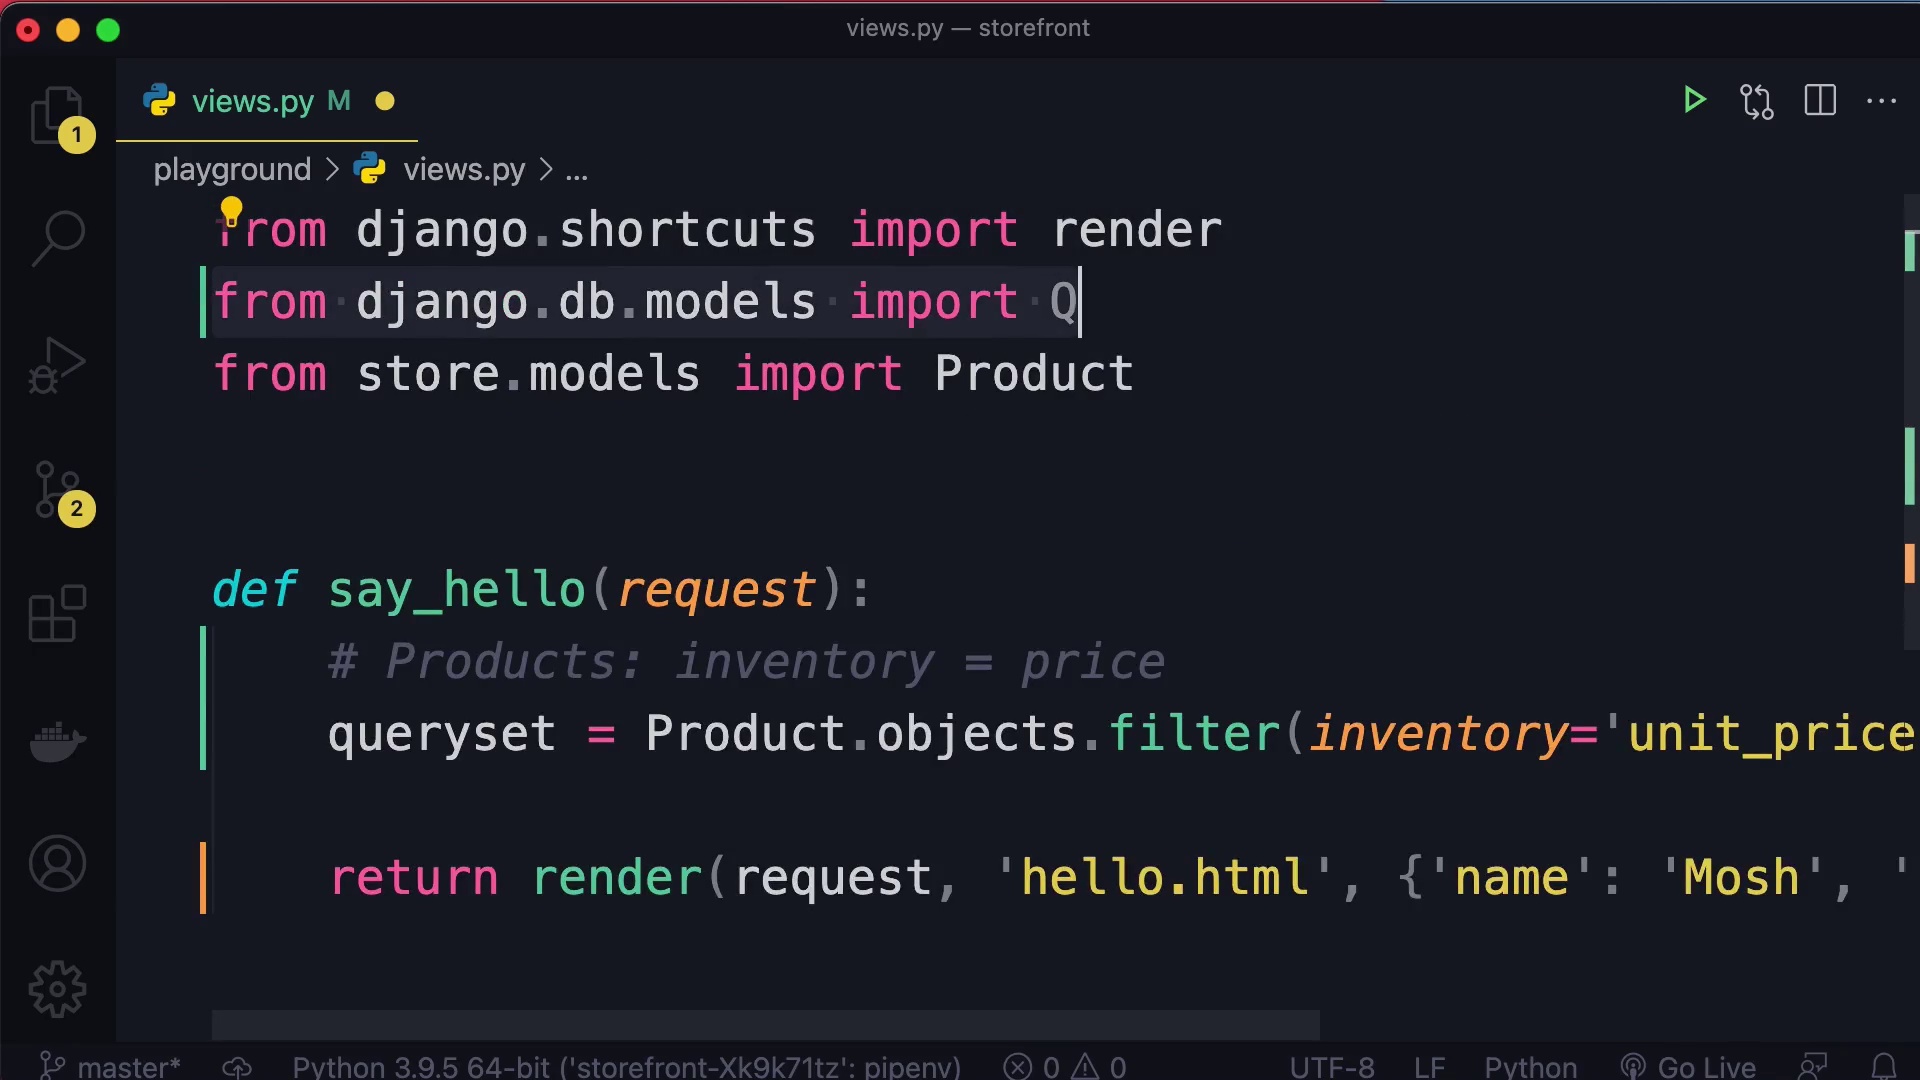 views.py — storefront
views.py M
1
playground > views.py > ...
from django.shortcuts import render
from django.db.models import Q
from store.models import Product
2
def say_hello(request):
# Products: inventory = price
queryset = Product.objects.filter(inventory='unit_price
return render(request, 'hello.html', {'name': 'Mosh', '
master* Python 3.9.5 64-bit ('storefront-Xk9k71tz': pipenv) 0 0 UTF-8 LF Python Go Live